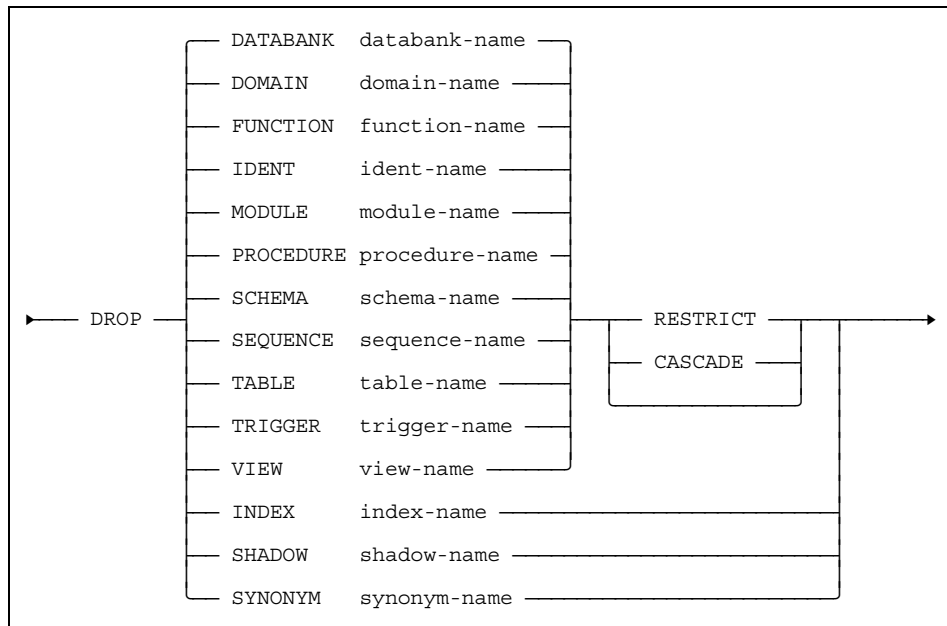 DATABANK databank-name
DOMAIN domain-name
FUNCTION function-name
IDENT ident-name
MODULE module-name
PROCEDURE procedure-name
SCHEMA schema-name
DROP RESTRICT
SEQUENCE sequence-name
CASCADE
TABLE table-name
TRIGGER trigger-name
VIEW view-name
INDEX index-name
SHADOW shadow-name
SYNONYM synonym-name